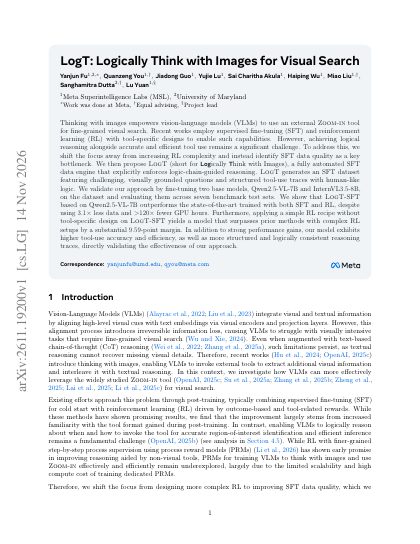 LogT: Logically Think with Images for Visual Search
Yanjun Fu1,2,∗, Quanzeng You1,†, Jiadong Guo1, Yujie Lu1, Sai Charitha Akula1, Haiping Wu1, Miao Liu1,‡,
Sanghamitra Dutta2,‡, Lu Yuan1,§
1Meta Superintelligence Labs (MSL), 2University of Maryland
∗Work was done at Meta, ‡Equal advising, §Project lead
Thinking with images empowers vision-language models (VLMs) to use an external Zoom-in tool
for fine-grained visual search. Recent works employ supervised fine-tuning (SFT) and reinforcement
learning (RL) with tool-specific designs to enable such capabilities. However, achieving logical
reasoning alongside accurate and efficient tool use remains a significant challenge. To address this, we
shift the focus away from increasing RL complexity and instead identify SFT data quality as a key
bottleneck. We then propose LogT (short for Logically Think with Images), a fully automated SFT
data engine that explicitly enforces logic-chain-guided reasoning. LogT generates an SFT dataset
featuring challenging, visually grounded questions and structured tool-use traces with human-like
logic. We validate our approach by finetuning two base models, Qwen2.5-VL-7B and InternVL3.5-8B,
on the dataset and evaluating them across seven benchmark test sets. We show that LogT-SFT
based on Qwen2.5-VL-7B outperforms the state-of-the-art trained with both SFT and RL, despite
using 3.1× less data and >120× fewer GPU hours. Furthermore, applying a simple RL recipe without
tool-specific design on LogT-SFT yields a model that surpasses prior methods with complex RL
setups by a substantial 9.59-point margin. In addition to strong performance gains, our model
exhibits higher tool-use accuracy and efficiency, as well as more structured and logically consistent reasoning
traces, directly validating the effectiveness of our approach.
Correspondence: yanjunfu@umd.edu, qyou@meta.com
Meta
arXiv:2611.19200v1 [cs.LG] 14 Nov 2026
1 Introduction
Vision-Language Models (VLMs) (Alayrac et al., 2022; Liu et al., 2023) integrate visual and textual information
by aligning high-level visual cues with text embeddings via visual encoders and projection layers. However, this
alignment process introduces irreversible information loss, causing VLMs to struggle with visually intensive
tasks that require fine-grained visual search (Wu and Xie, 2024). Even when augmented with text-based
chain-of-thought (CoT) reasoning (Wei et al., 2022; Zhang et al., 2025a), such limitations persist, as textual
reasoning cannot recover missing visual details. Therefore, recent works (Hu et al., 2024; OpenAI, 2025c)
introduce thinking with images, enabling VLMs to invoke external tools to extract additional visual information
and interleave it with textual reasoning. In this context, we investigate how VLMs can more effectively
leverage the widely studied Zoom-in tool (OpenAI, 2025c; Su et al., 2025a; Zhang et al., 2025b; Zheng et al.,
2025; Lai et al., 2025; Li et al., 2025c) for visual search.
Existing efforts approach this problem through post-training, typically combining supervised fine-tuning (SFT)
for cold start with reinforcement learning (RL) driven by outcome-based and tool-related rewards. While
these methods have shown promising results, we find that the improvement largely stems from increased
familiarity with the tool format gained during post-training. In contrast, enabling VLMs to logically reason
about when and how to invoke the tool for accurate region-of-interest identification and efficient inference
remains a fundamental challenge (OpenAI, 2025b) (see analysis in Section 4.5). While RL with finer-grained
step-by-step process supervision using process reward models (PRMs) (Li et al., 2026) has shown early promise
in improving reasoning aided by non-visual tools, PRMs for training VLMs to think with images and use
Zoom-in effectively and efficiently remain underexplored, largely due to the limited scalability and high
compute cost of training dedicated PRMs.
Therefore, we shift the focus from designing more complex RL to improving SFT data quality, which we
1